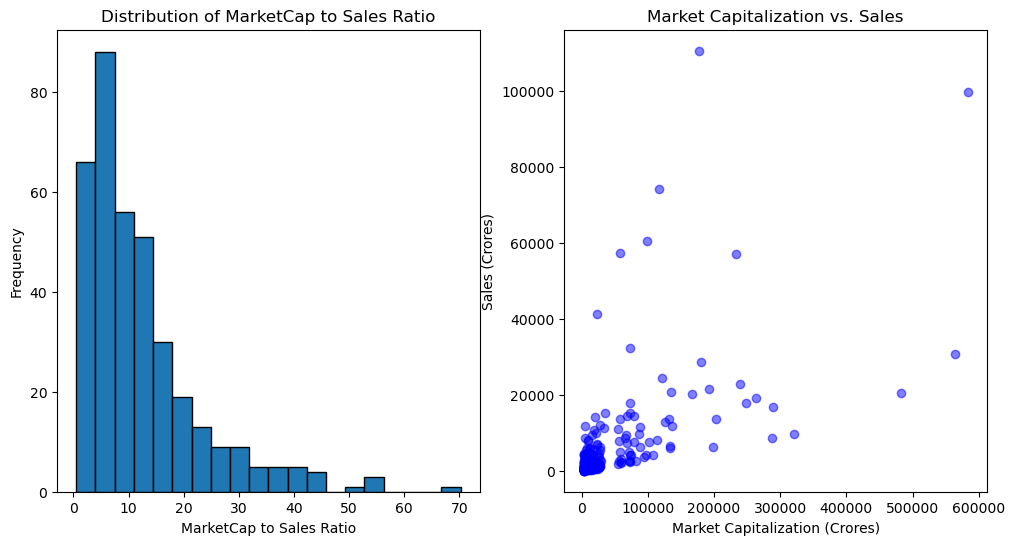 Distribution of MarketCap to Sales Ratio
80
60
40
20
0
Frequency
0 10 20 30 40 50 60 70
MarketCap to Sales Ratio
Market Capitalization vs. Sales
100000
80000
60000
40000
20000
0
Sales (Crores)
0 100000 200000 300000 400000 500000 600000
Market Capitalization (Crores)